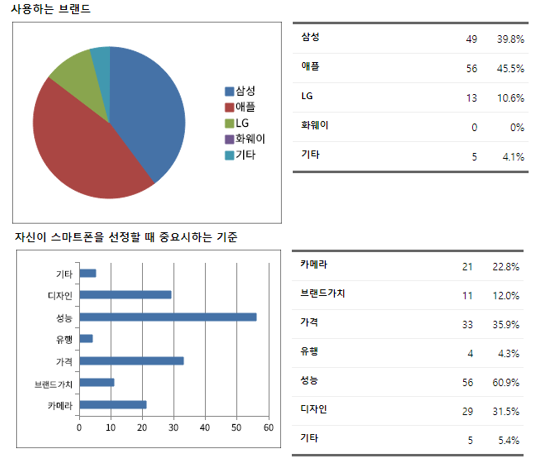 사용하는 브랜드
삼성
애플
LG
화웨이
기타
삼성 49 39.8%
애플 56 45.5%
LG 13 10.6%
화웨이 0 0%
기타 5 4.1%
자신이 스마트폰을 선정할 때 중요시하는 기준
기타
디자인
성능
유행
가격
브랜드가치
카메라
0 10 20 30 40 50 60
카메라 21 22.8%
브랜드가치 11 12.0%
가격 33 35.9%
유행 4 4.3%
성능 56 60.9%
디자인 29 31.5%
기타 5 5.4%